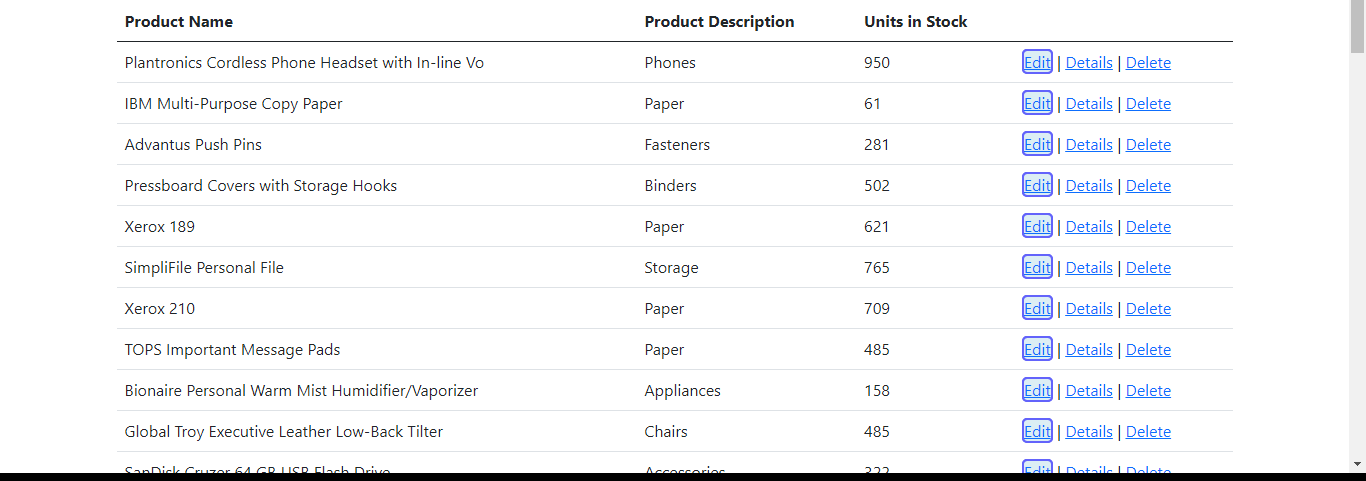 Product Name Product Description Units in Stock
Plantronics Cordless Phone Headset with In-line Vo Phones 950 Edit | Details | Delete
IBM Multi-Purpose Copy Paper Paper 61 Edit | Details | Delete
Advantus Push Pins Fasteners 281 Edit | Details | Delete
Pressboard Covers with Storage Hooks Binders 502 Edit | Details | Delete
Xerox 189 Paper 621 Edit | Details | Delete
SimpliFile Personal File Storage 765 Edit | Details | Delete
Xerox 210 Paper 709 Edit | Details | Delete
TOPS Important Message Pads Paper 485 Edit | Details | Delete
Bionaire Personal Warm Mist Humidifier/Vaporizer Appliances 158 Edit | Details | Delete
Global Troy Executive Leather Low-Back Tilter Chairs 485 Edit | Details | Delete
SanDisk Cruzer 64 GB USB Flash Drive Accessories 322 Edit | Details | Delete